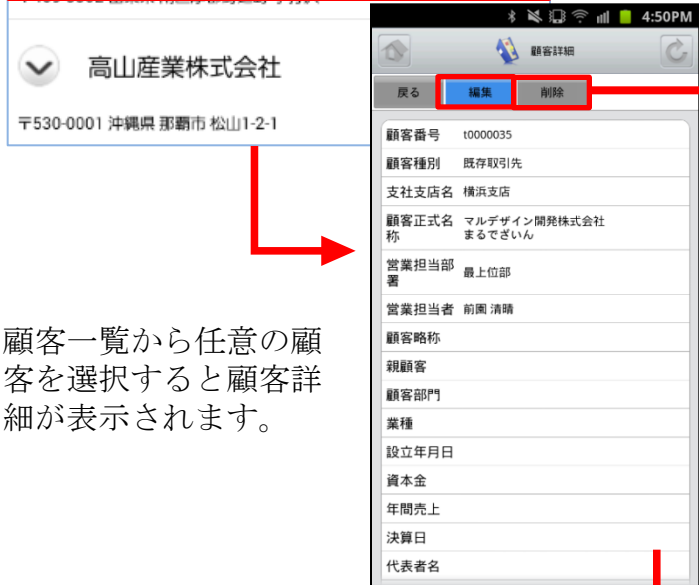 高山産業株式会社
〒530-0001 沖縄県 那覇市 松山1-2-1
顧客一覧から任意の顧
客を選択すると顧客詳
細が表示されます。
4:50PM
顧客詳細
戻る 編集 削除
顧客番号 t0000035
顧客種別 既存取引先
支社支店名 横浜支店
顧客正式名
称
マルデザイン開発株式会社
まるでざいん
営業担当部
署
最上位部
営業担当者 前園 清晴
顧客略称
親顧客
顧客部門
業種
設立年月日
資本金
年間売上
決算日
代表者名